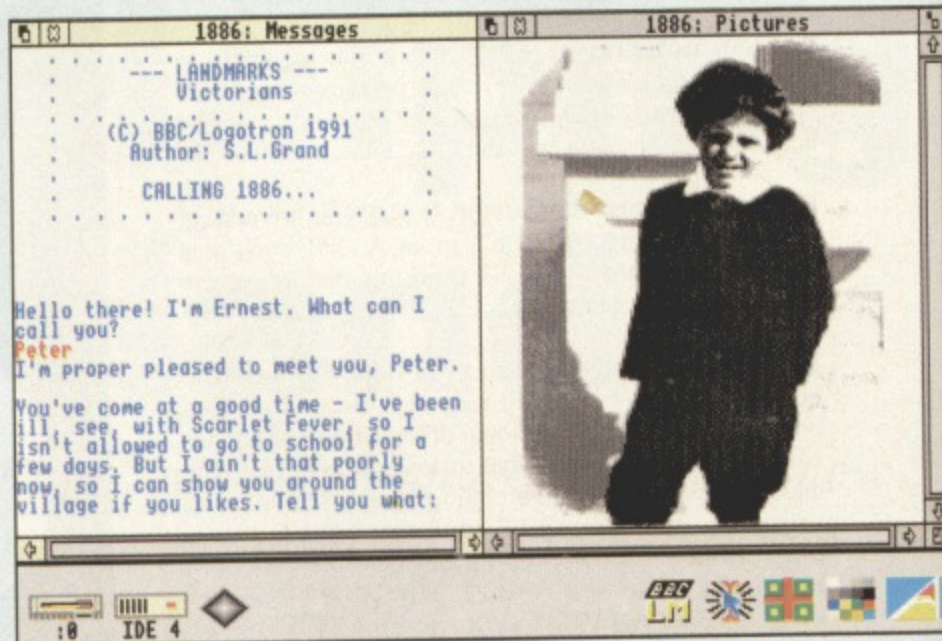 1886: Messages
--- LANDMARKS ---
Victorians
(C) BBC/Logotron 1991
Author: S.L.Grand
CALLING 1886...
Hello there! I'm Ernest. What can I
call you?
Peter
I'm proper pleased to meet you, Peter.
You've come at a good time - I've been
ill, see, with Scarlet Fever, so I
isn't allowed to go to school for a
few days. But I ain't that poorly
now, so I can show you around the
village if you likes. Tell you what:
1886: Pictures
:0
IDE 4
BBC
LM